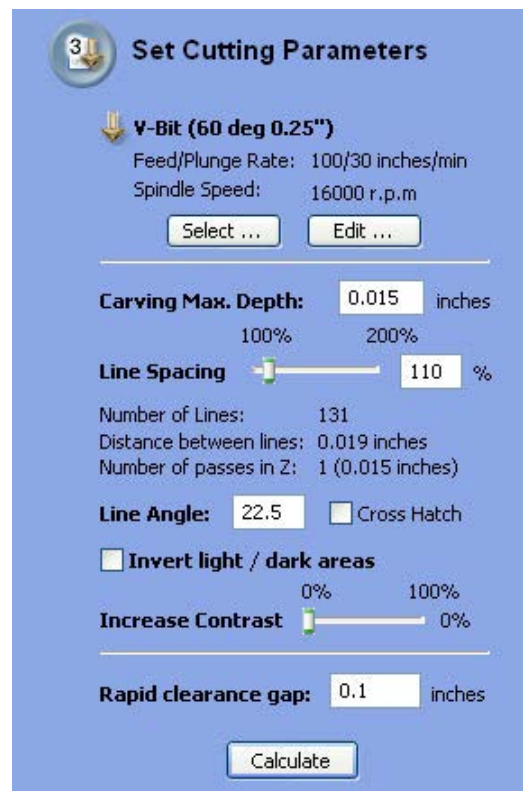 3 Set Cutting Parameters
V-Bit (60 deg 0.25")
Feed/Plunge Rate: 100/30 inches/min
Spindle Speed: 16000 r.p.m
Select ... Edit ...
Carving Max. Depth: 0.015 inches
100% 200%
Line Spacing 110 %
Number of Lines: 131
Distance between lines: 0.019 inches
Number of passes in Z: 1 (0.015 inches)
Line Angle: 22.5 Cross Hatch
Invert light / dark areas
0% 100%
Increase Contrast 0%
Rapid clearance gap: 0.1 inches
Calculate